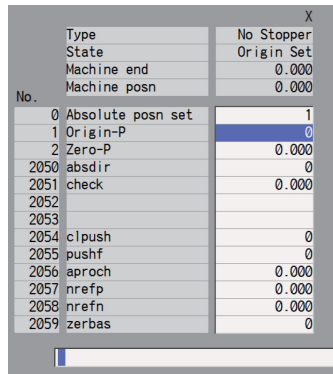 X
Type No Stopper
State Origin Set
Machine end 0.000
Machine posn 0.000
No.
0 Absolute posn set 1
1 Origin-P 0
2 Zero-P 0.000
2050 absdir 0
2051 check 0.000
2052
2053
2054 clpush 0
2055 pushf 0
2056 aproch 0.000
2057 nrefp 0.000
2058 nrefn 0.000
2059 zerbas 0